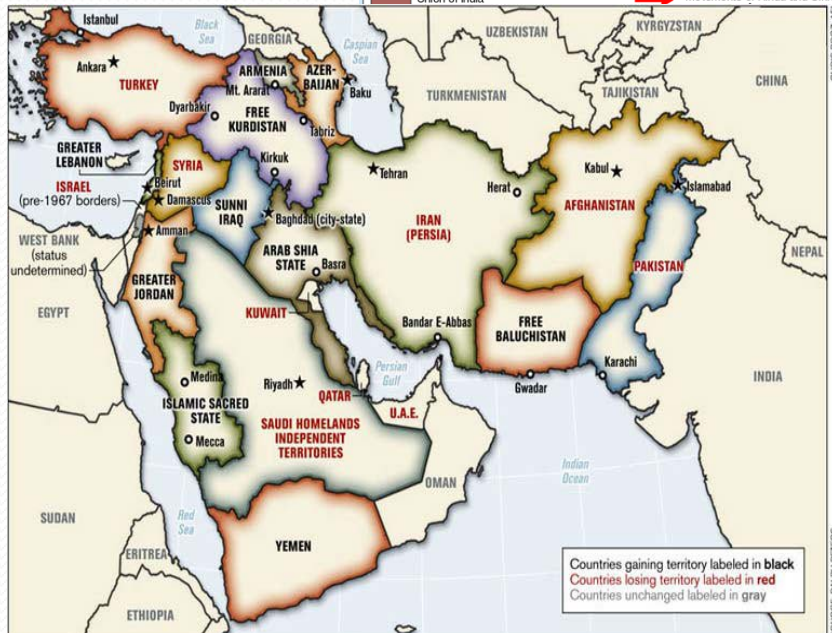 Union of India
Istanbul
Black
Sea
GEORGIA
Caspian
Sea
UZBEKISTAN
KYRGYZSTAN
Ankara
TURKEY
ARMENIA
Mt. Ararat
AZER-
BAIJAN
Baku
TURKMENISTAN
TAJIKISTAN
CHINA
Dyarbakir
FREE
KURDISTAN
Tabriz
GREATER
LEBANON
SYRIA
Kirkuk
Tehran
Herat
Kabul
Islamabad
ISRAEL
(pre-1967 borders)
Beirut
Damascus
SUNNI
IRAQ
Baghdad (city-state)
IRAN
(PERSIA)
AFGHANISTAN
WEST BANK
(status
undetermined)
Amman
ARAB SHIA
STATE
Basra
PAKISTAN
NEPAL
GREATER
JORDAN
EGYPT
KUWAIT
Bandar E-Abbas
FREE
BALUCHISTAN
Karachi
Gwadar
INDIA
Medina
Riyadh
Persian
Gulf
QATAR
ISLAMIC SACRED
STATE
Mecca
U.A.E.
SAUDI HOMELANDS
INDEPENDENT
TERRITORIES
OMAN
Indian
Ocean
SUDAN
Red
Sea
YEMEN
ERITREA
ETHIOPIA
Countries gaining territory labeled in black
Countries losing territory labeled in red
Countries unchanged labeled in gray